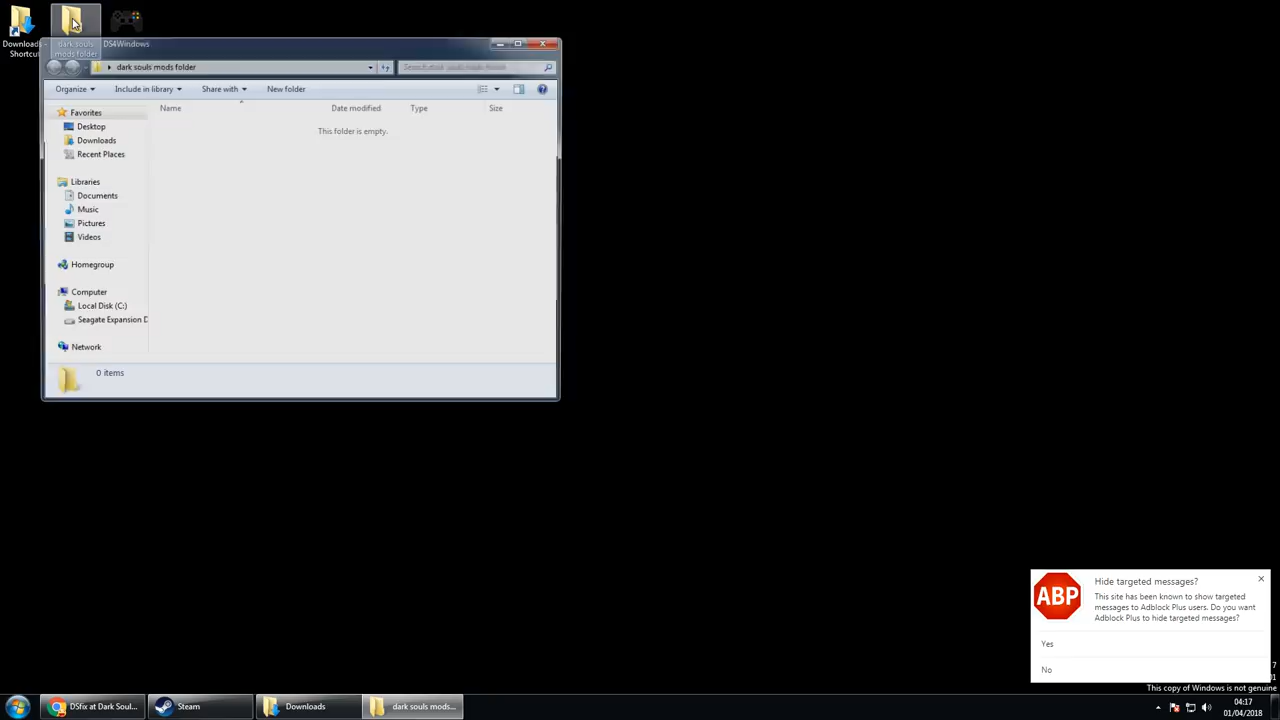 Downloads -
Shortcut
dark souls
mods folder
DS4Windows
dark souls mods folder
Organize
Include in library
Share with
New folder
Favorites
Desktop
Downloads
Recent Places
Libraries
Documents
Music
Pictures
Videos
Homegroup
Computer
Local Disk (C:)
Seagate Expansion D
Network
Name
Date modified
Type
Size
This folder is empty.
0 items
ABP
Hide targeted messages?
This site has been known to show targeted
messages to Adblock Plus users. Do you want
Adblock Plus to hide targeted messages?
Yes
No
This copy of Windows is not genuine
DSfix at Dark Soul...
Steam
Downloads
dark souls mods...
04:17
01/04/2018